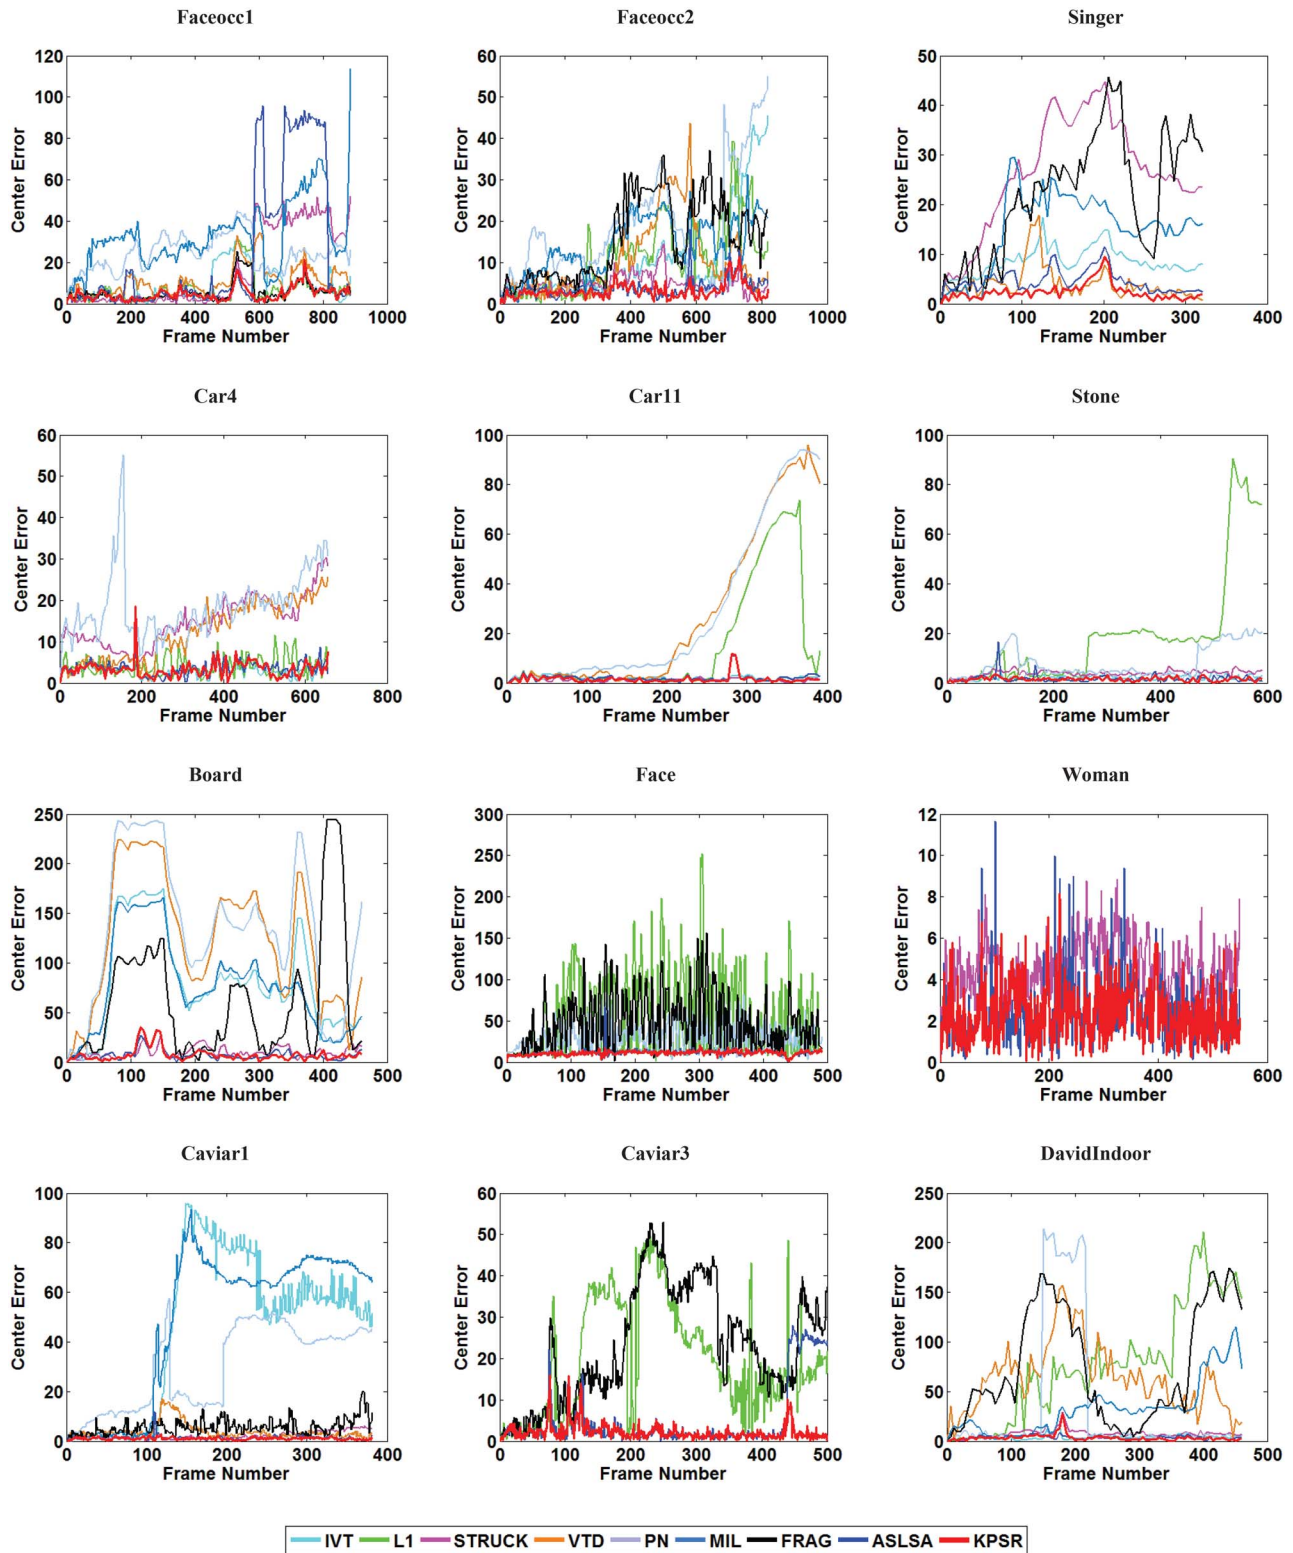 Faceocc1
Faceocc2
Singer
120
100
80
60
40
20
0
Center Error
0 200 400 600 800 1000
Frame Number
60
50
40
30
20
10
0
Center Error
0 200 400 600 800 1000
Frame Number
50
40
30
20
10
0
Center Error
0 100 200 300 400
Frame Number
Car4
Car11
Stone
60
50
40
30
20
10
0
Center Error
0 200 400 600 800
Frame Number
100
80
60
40
20
0
Center Error
0 100 200 300 400
Frame Number
100
80
60
40
20
0
Center Error
0 200 400 600
Frame Number
Board
Face
Woman
250
200
150
100
50
0
Center Error
0 100 200 300 400 500
Frame Number
300
250
200
150
100
50
0
Center Error
0 100 200 300 400 500
Frame Number
12
10
8
6
4
2
0
Center Error
0 200 400 600
Frame Number
Caviar1
Caviar3
DavidIndoor
100
80
60
40
20
0
Center Error
0 100 200 300 400
Frame Number
60
50
40
30
20
10
0
Center Error
0 100 200 300 400 500
Frame Number
250
200
150
100
50
0
Center Error
0 100 200 300 400 500
Frame Number
IVT L1 STRUCK VTD PN MIL FRAG ASLSA KPSR